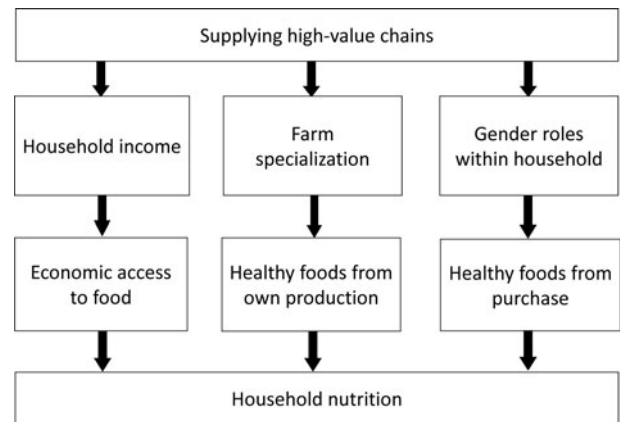 Supplying high-value chains
Household income
Farm
specialization
Gender roles
within household
Economic access
to food
Healthy foods from
own production
Healthy foods from
purchase
Household nutrition